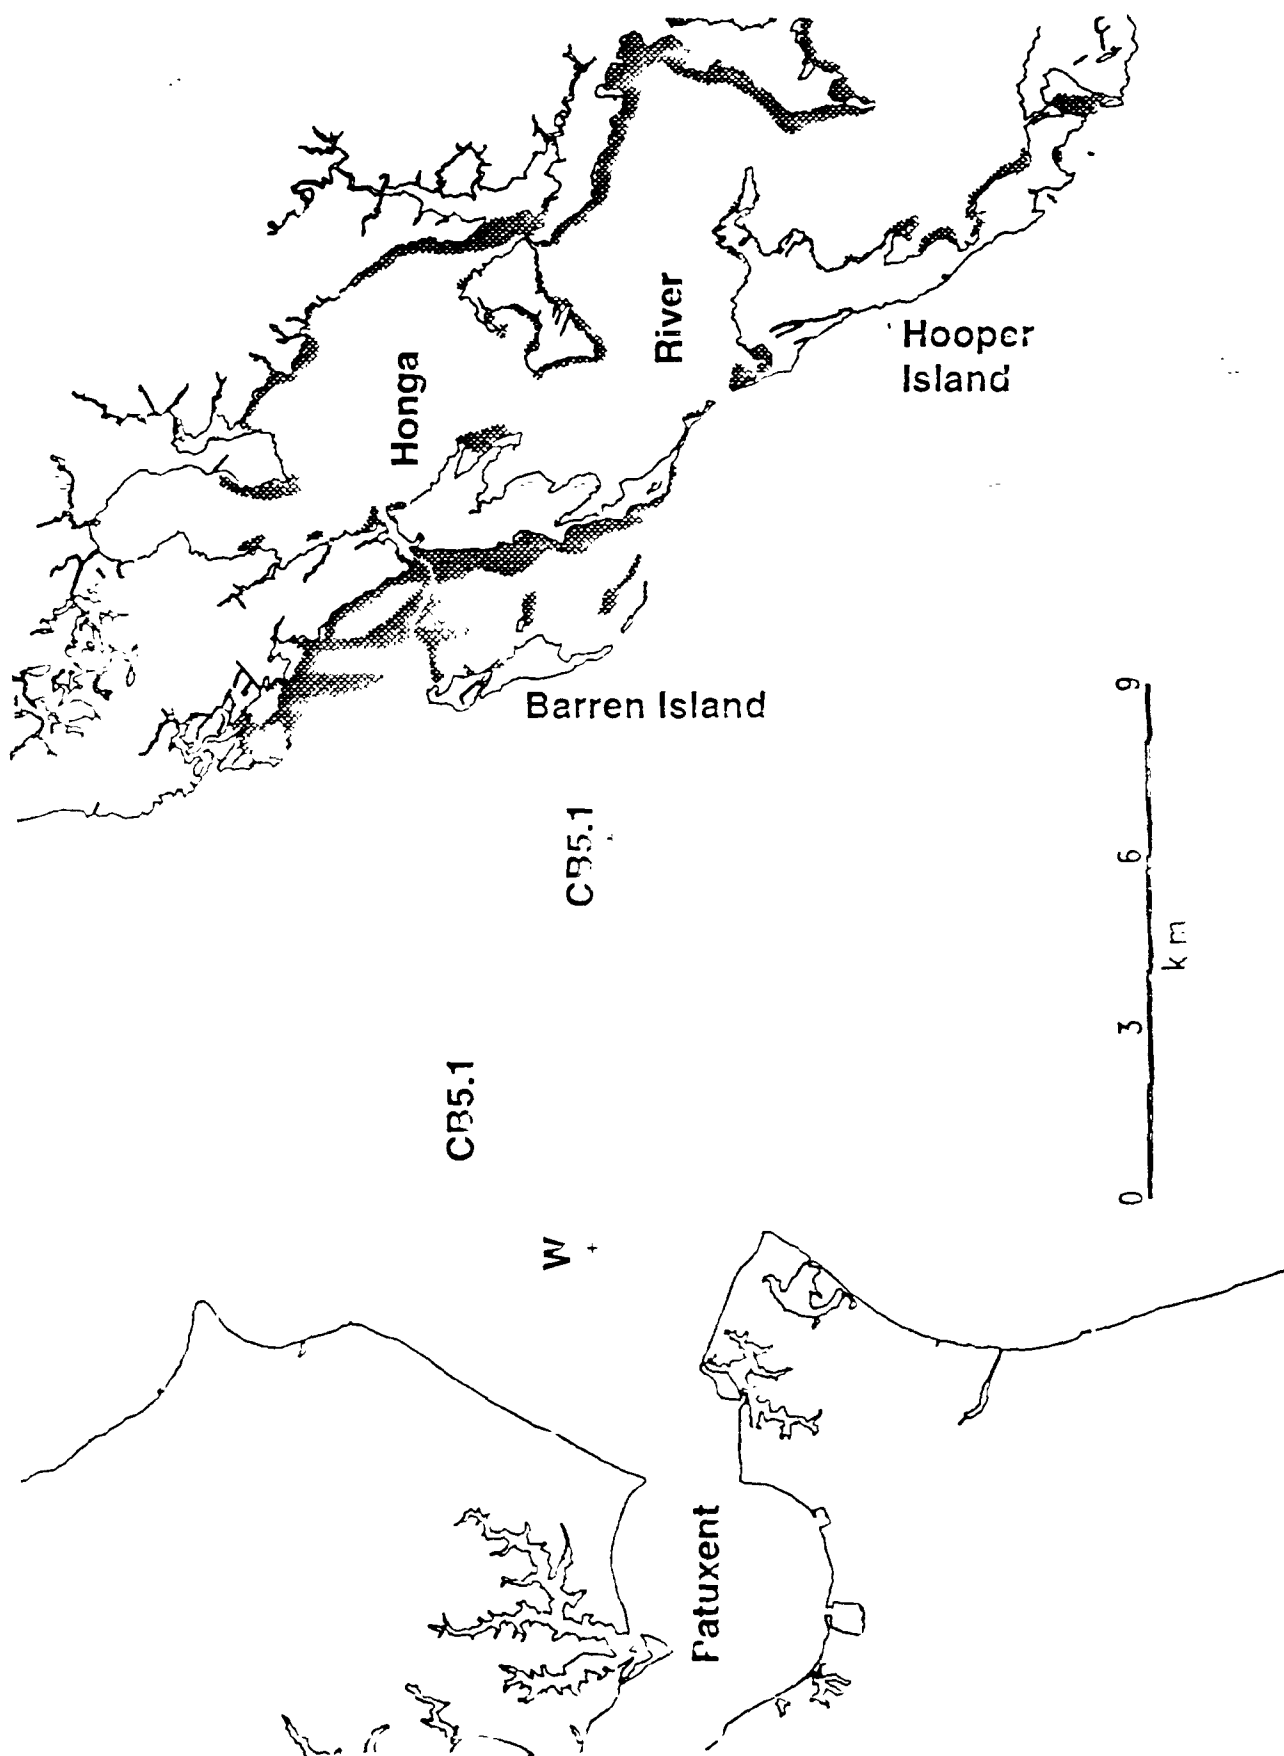 Honga
River
Hooper
Island
Barren Island
CB5.1
CB5.1
W
Patuxent
0 3 6 9
km